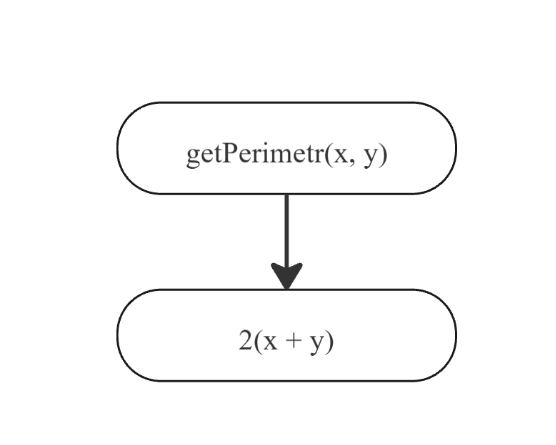 getPerimetr(x, y)
2(x + y)